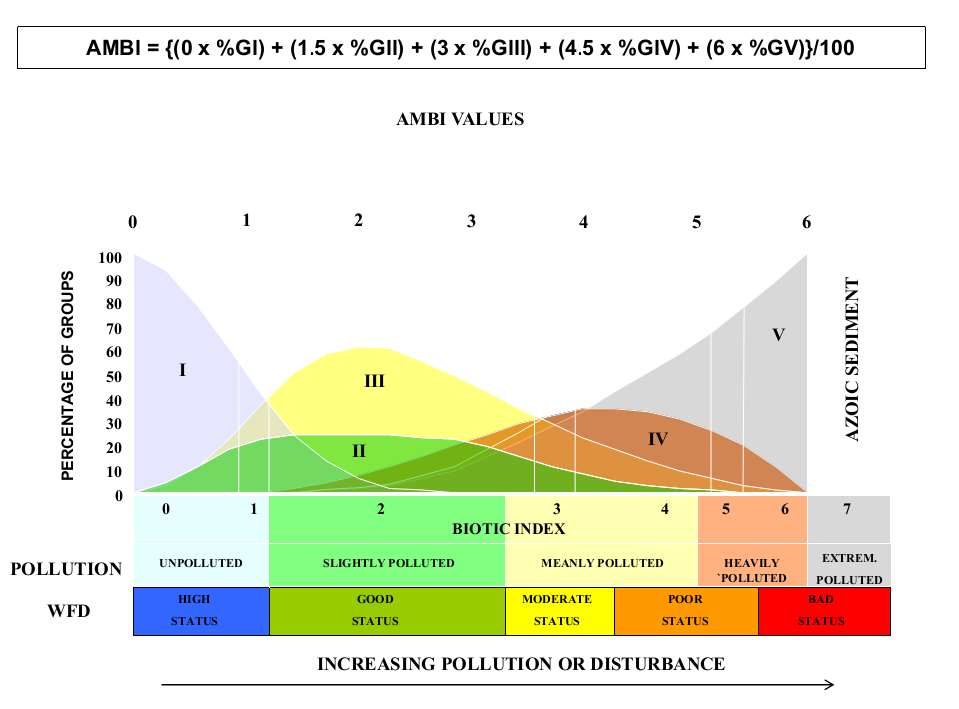 AMBI = {(0 x %GI) + (1.5 x %GII) + (3 x %GIII) + (4.5 x %GIV) + (6 x %GV)}/100
AMBI VALUES
0 1 2 3 4 5 6
PERCENTAGE OF GROUPS
100
90
80
70
60
50
40
30
20
10
0
I
III
II
IV
V
AZOIC SEDIMENT
0 1 2 3 4 5 6 7
BIOTIC INDEX
POLLUTION
UNPOLLUTED
SLIGHTLY POLLUTED
MEANLY POLLUTED
HEAVILY
`POLLUTED
EXTREM.
POLLUTED
WFD
HIGH
STATUS
GOOD
STATUS
MODERATE
STATUS
POOR
STATUS
BAD
STATUS
INCREASING POLLUTION OR DISTURBANCE